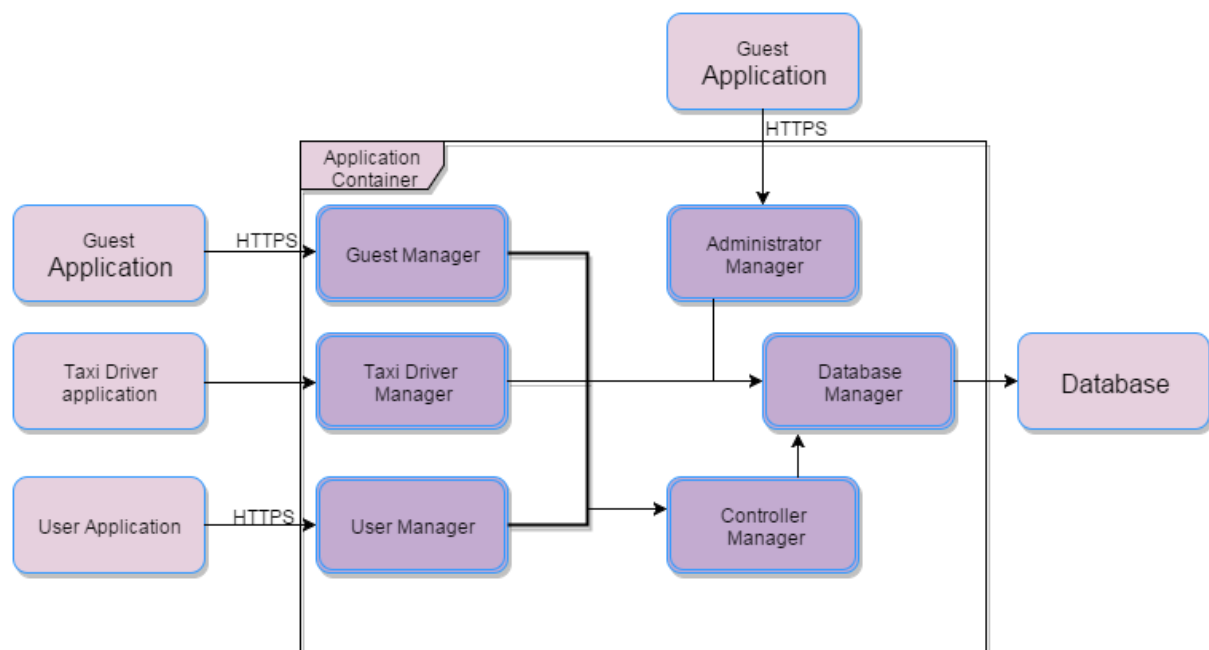 Guest
Application
HTTPS
Application
Container
Guest
Application
HTTPS
Guest Manager
Administrator
Manager
Taxi Driver
application
Taxi Driver
Manager
Database
Manager
Database
User Application
HTTPS
User Manager
Controller
Manager